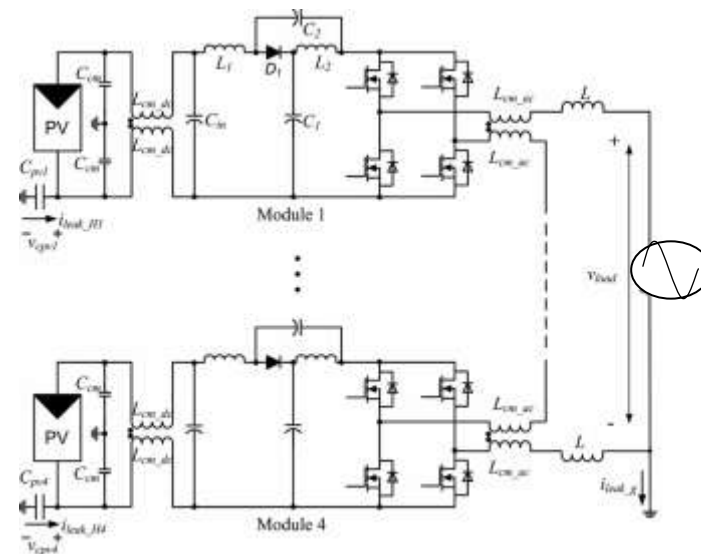 C2
Ccm
L1
D1
L2
Lcm_dc
Lcm_ac
L
PV
Cin
C1
+
Lcm_dc
Ccm
Lcm_ac
Cpv1
ileak_H1
Module 1
− vcpv1 +
vload
Ccm
Lcm_dc
Lcm_ac
PV
Lcm_dc
-
Ccm
L
Cpv4
Lcm_ac
ileak_H4
Module 4
ileak_g
− vcpv4 +